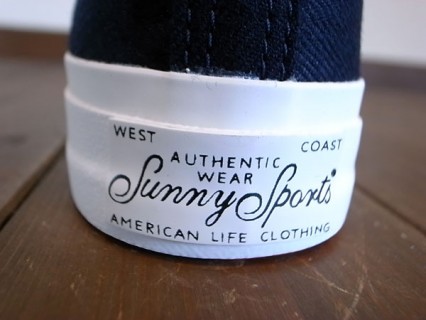 WEST COAST
AUTHENTIC
WEAR
Sunny Sports
AMERICAN LIFE CLOTHING